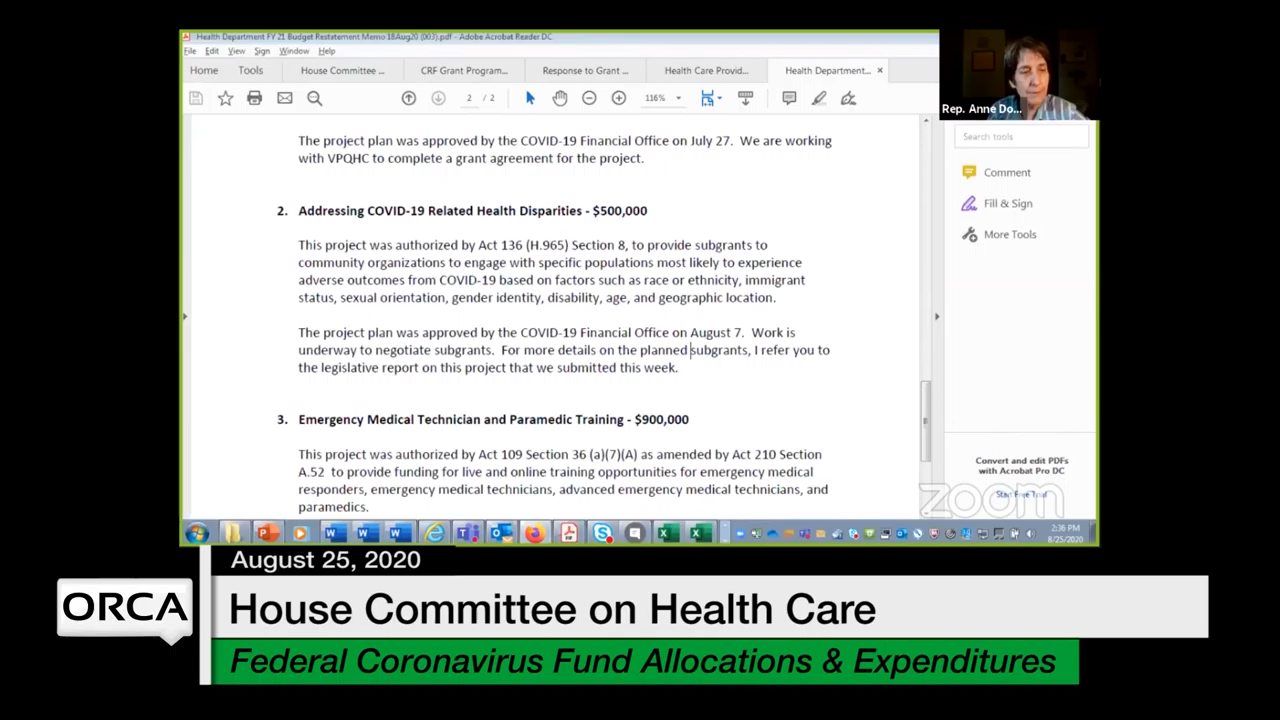 Health Department FY 21 Budget Restatement Memo 18Aug20 (003).pdf - Adobe Acrobat Reader DC
File Edit View Sign Window Help
Home Tools House Committee ... CRF Grant Program... Response to Grant ... Health Care Provid... Health Department... ×
2 / 2 116%
Rep. Anne Do...
Search tools
Comment
Fill & Sign
More Tools
Convert and edit PDFs
with Acrobat Pro DC
Start Free Trial
The project plan was approved by the COVID-19 Financial Office on July 27. We are working
with VPQHC to complete a grant agreement for the project.
2. Addressing COVID-19 Related Health Disparities - $500,000
This project was authorized by Act 136 (H.965) Section 8, to provide subgrants to
community organizations to engage with specific populations most likely to experience
adverse outcomes from COVID-19 based on factors such as race or ethnicity, immigrant
status, sexual orientation, gender identity, disability, age, and geographic location.
The project plan was approved by the COVID-19 Financial Office on August 7. Work is
underway to negotiate subgrants. For more details on the planned subgrants, I refer you to
the legislative report on this project that we submitted this week.
3. Emergency Medical Technician and Paramedic Training - $900,000
This project was authorized by Act 109 Section 36 (a)(7)(A) as amended by Act 210 Section
A.52 to provide funding for live and online training opportunities for emergency medical
responders, emergency medical technicians, advanced emergency medical technicians, and
paramedics.
zoom
2:36 PM
8/25/2020
August 25, 2020
ORCA
House Committee on Health Care
Federal Coronavirus Fund Allocations & Expenditures